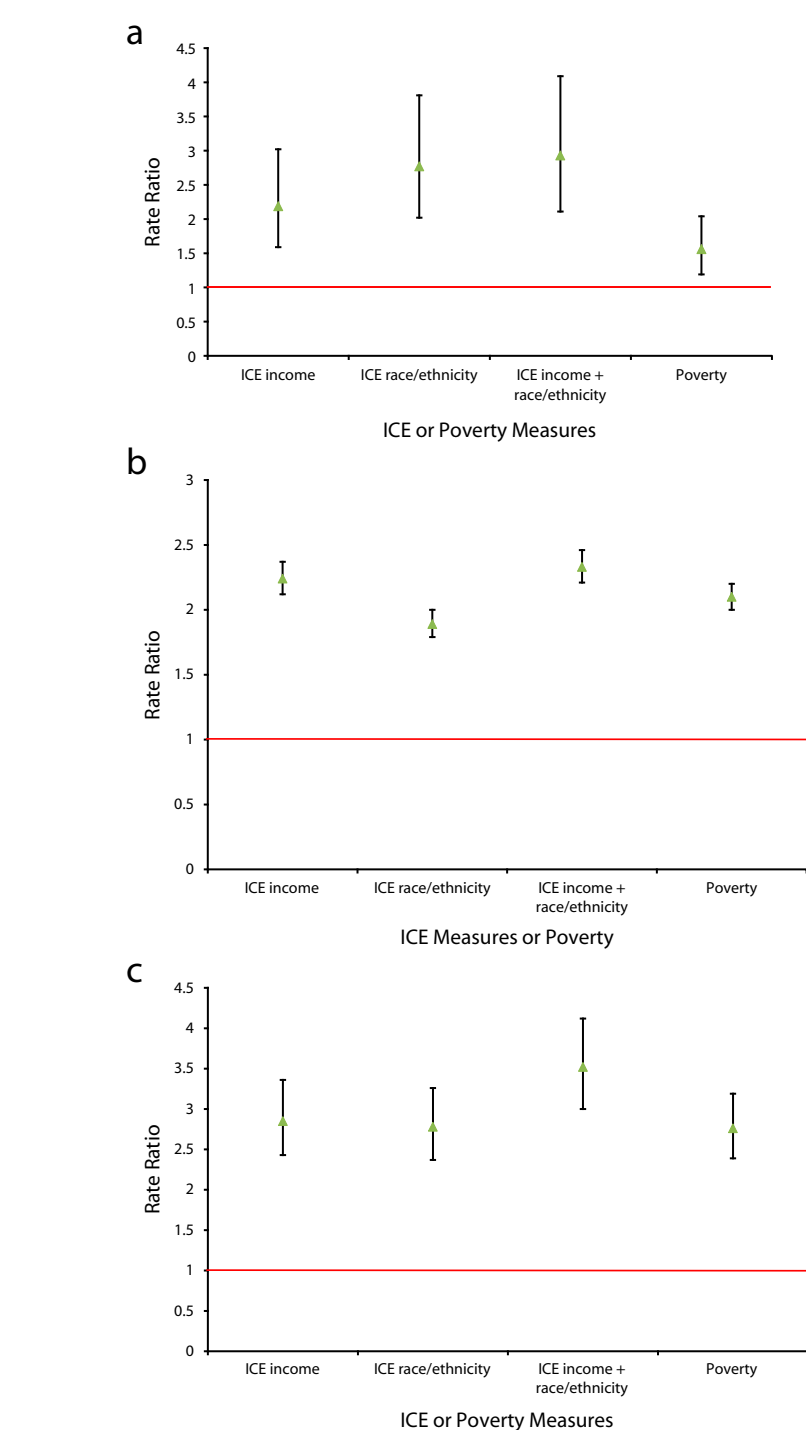 a
4.5
4
3.5
3
2.5
2
1.5
1
0.5
0
Rate Ratio
ICE income ICE race/ethnicity ICE income + Poverty
race/ethnicity
ICE or Poverty Measures
b
3
2.5
2
1.5
1
0.5
0
Rate Ratio
ICE income ICE race/ethnicity ICE income + Poverty
race/ethnicity
ICE Measures or Poverty
c
4.5
4
3.5
3
2.5
2
1.5
1
0.5
0
Rate Ratio
ICE income ICE race/ethnicity ICE income + Poverty
race/ethnicity
ICE or Poverty Measures